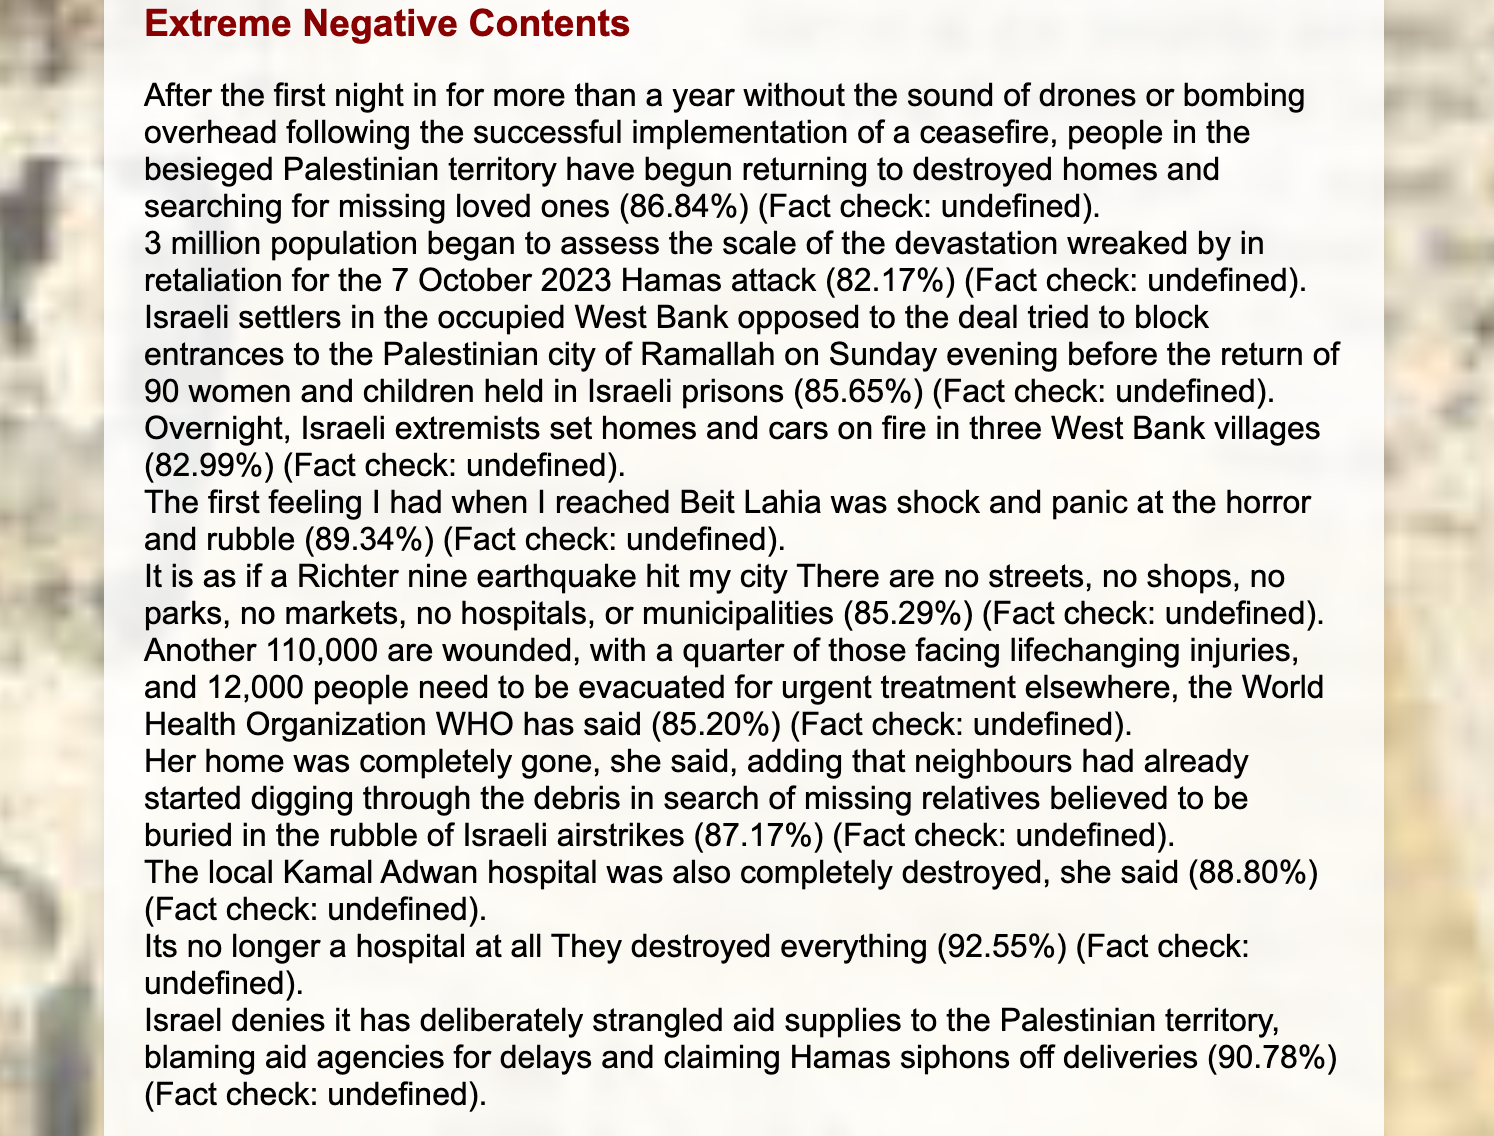 Extreme Negative Contents
After the first night in for more than a year without the sound of drones or bombing
overhead following the successful implementation of a ceasefire, people in the
besieged Palestinian territory have begun returning to destroyed homes and
searching for missing loved ones (86.84%) (Fact check: undefined).
3 million population began to assess the scale of the devastation wreaked by in
retaliation for the 7 October 2023 Hamas attack (82.17%) (Fact check: undefined).
Israeli settlers in the occupied West Bank opposed to the deal tried to block
entrances to the Palestinian city of Ramallah on Sunday evening before the return of
90 women and children held in Israeli prisons (85.65%) (Fact check: undefined).
Overnight, Israeli extremists set homes and cars on fire in three West Bank villages
(82.99%) (Fact check: undefined).
The first feeling I had when I reached Beit Lahia was shock and panic at the horror
and rubble (89.34%) (Fact check: undefined).
It is as if a Richter nine earthquake hit my city There are no streets, no shops, no
parks, no markets, no hospitals, or municipalities (85.29%) (Fact check: undefined).
Another 110,000 are wounded, with a quarter of those facing lifechanging injuries,
and 12,000 people need to be evacuated for urgent treatment elsewhere, the World
Health Organization WHO has said (85.20%) (Fact check: undefined).
Her home was completely gone, she said, adding that neighbours had already
started digging through the debris in search of missing relatives believed to be
buried in the rubble of Israeli airstrikes (87.17%) (Fact check: undefined).
The local Kamal Adwan hospital was also completely destroyed, she said (88.80%)
(Fact check: undefined).
Its no longer a hospital at all They destroyed everything (92.55%) (Fact check:
undefined).
Israel denies it has deliberately strangled aid supplies to the Palestinian territory,
blaming aid agencies for delays and claiming Hamas siphons off deliveries (90.78%)
(Fact check: undefined).